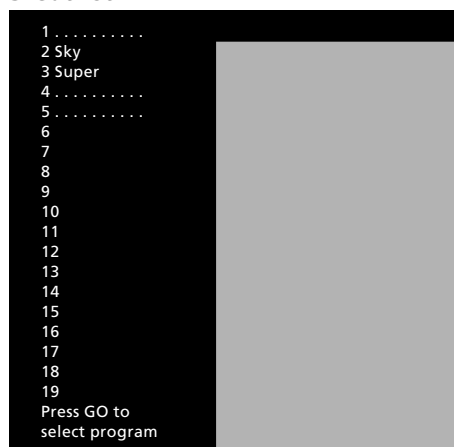 1 . . . . . . . . . .
2 Sky
3 Super
4 . . . . . . . . . .
5 . . . . . . . . . .
6
7
8
9
10
11
12
13
14
15
16
17
18
19
Press GO to
select program